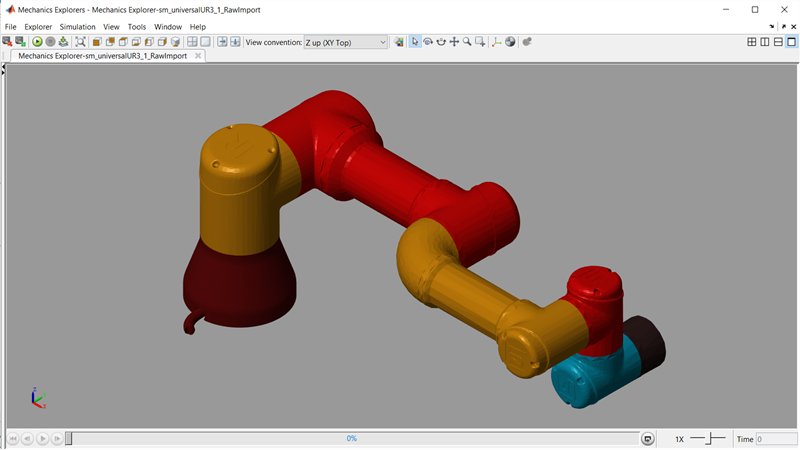 Mechanics Explorers - Mechanics Explorer-sm_universalUR3_1_RawImport
File Explorer Simulation View Tools Window Help
View convention: Z up (XY Top)
Mechanics Explorer-sm_universalUR3_1_RawImport
Z
X
0%
1X
Time 0